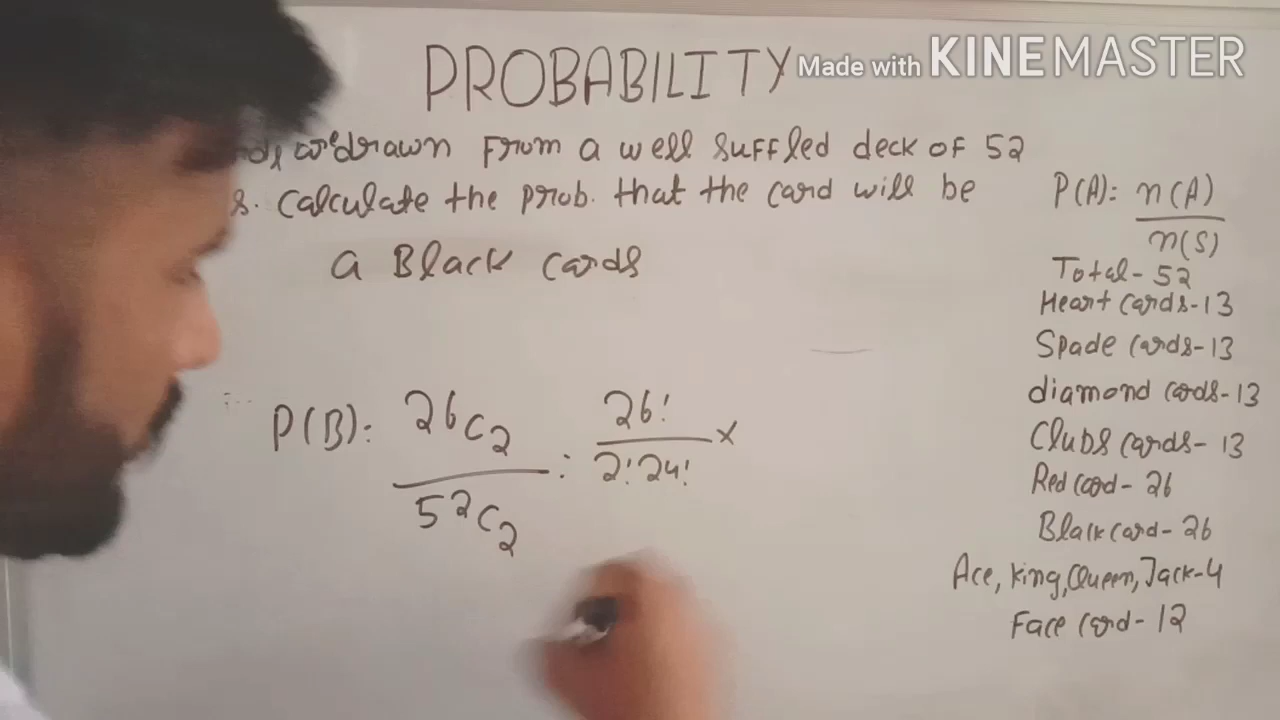 PROBABILITY
Made with KINEMASTER
drawn From a well suffled deck of 52
s. Calculate the prob. that the card will be
a Black cards
P(A): n(A)
n(S)
Total - 52
Heart cards-13
Spade cards-13
diamond cards-13
Clubs cards- 13
Red card - 26
Black card- 26
Ace, King, Queen, Jack-4
Face card- 12
P(B): 26c2 : 26! x
52c2 2!24!